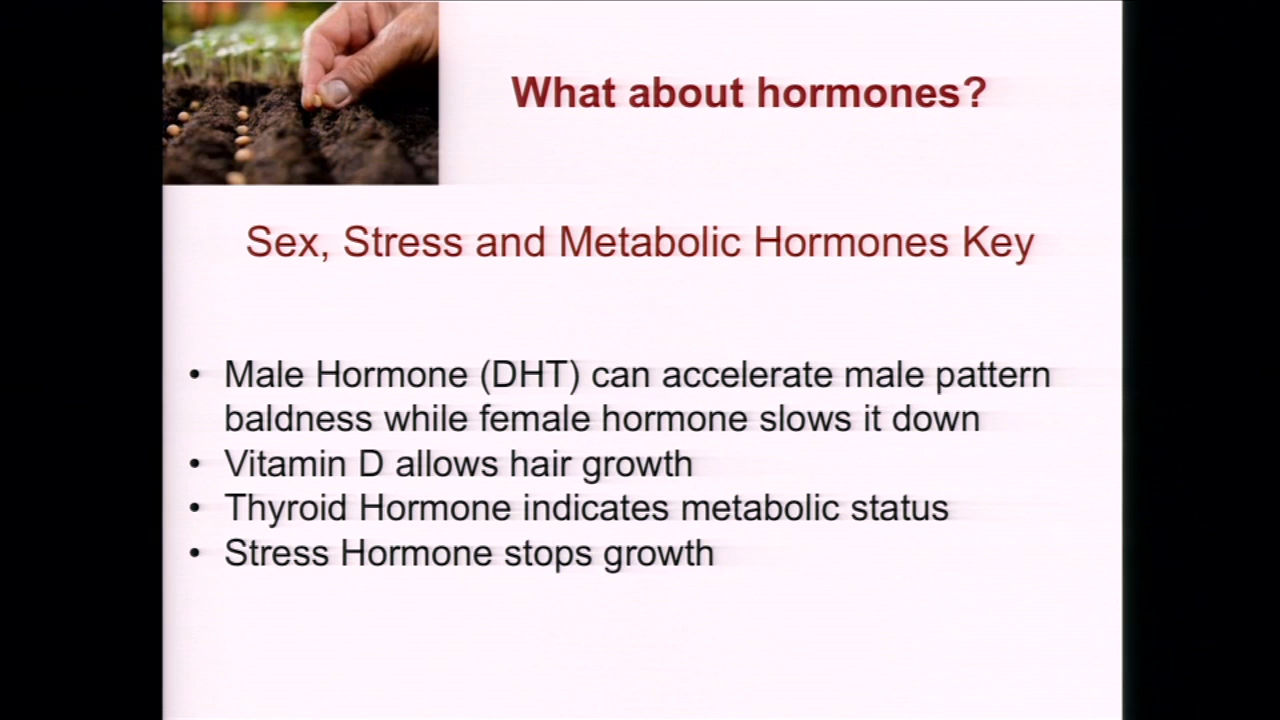 What about hormones?
Sex, Stress and Metabolic Hormones Key
• Male Hormone (DHT) can accelerate male pattern
baldness while female hormone slows it down
• Vitamin D allows hair growth
• Thyroid Hormone indicates metabolic status
• Stress Hormone stops growth